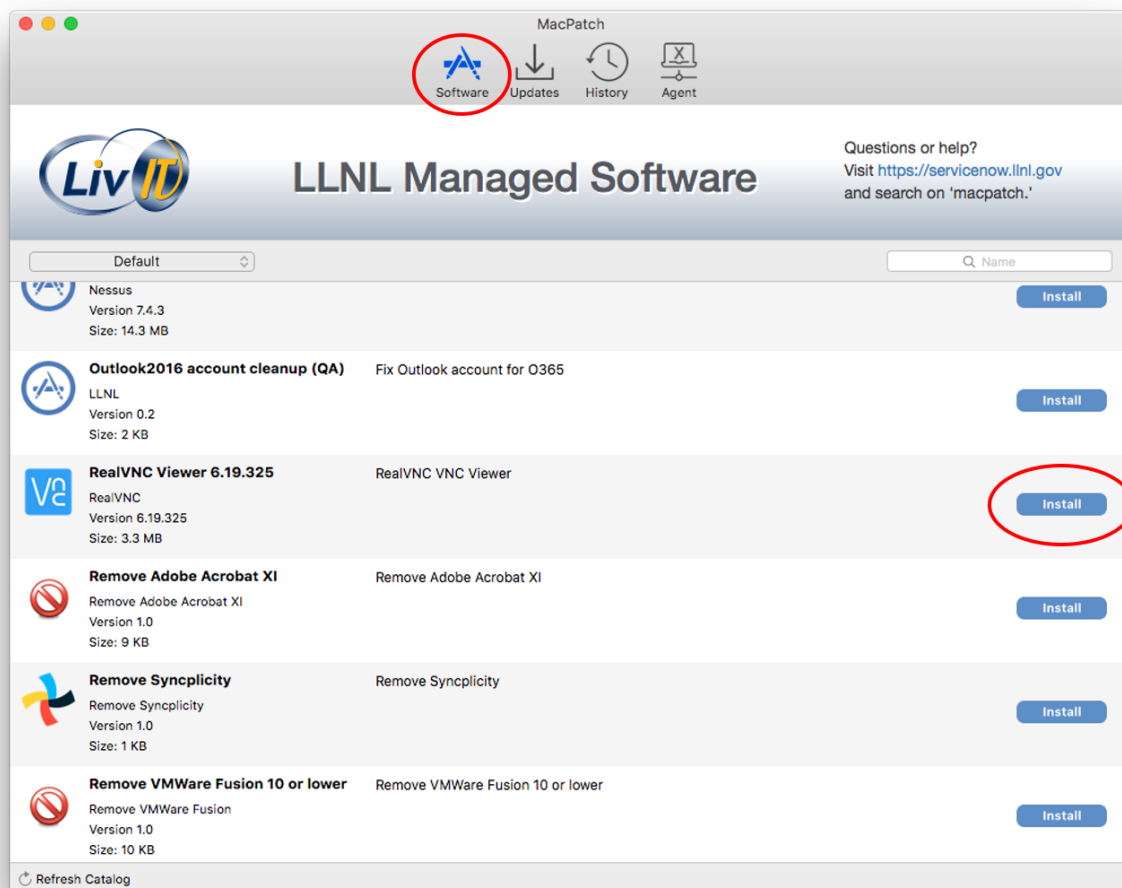 MacPatch
Software Updates History Agent
LivIT
LLNL Managed Software
Questions or help?
Visit https://servicenow.llnl.gov
and search on 'macpatch.'
Default
Name
Nessus
Version 7.4.3
Size: 14.3 MB
Install
Outlook2016 account cleanup (QA)
Fix Outlook account for O365
LLNL
Version 0.2
Size: 2 KB
Install
RealVNC Viewer 6.19.325
RealVNC VNC Viewer
RealVNC
Version 6.19.325
Size: 3.3 MB
Install
Remove Adobe Acrobat XI
Remove Adobe Acrobat XI
Remove Adobe Acrobat XI
Version 1.0
Size: 9 KB
Install
Remove Syncplicity
Remove Syncplicity
Remove Syncplicity
Version 1.0
Size: 1 KB
Install
Remove VMWare Fusion 10 or lower
Remove VMWare Fusion 10 or lower
Remove VMWare Fusion
Version 1.0
Size: 10 KB
Install
Refresh Catalog